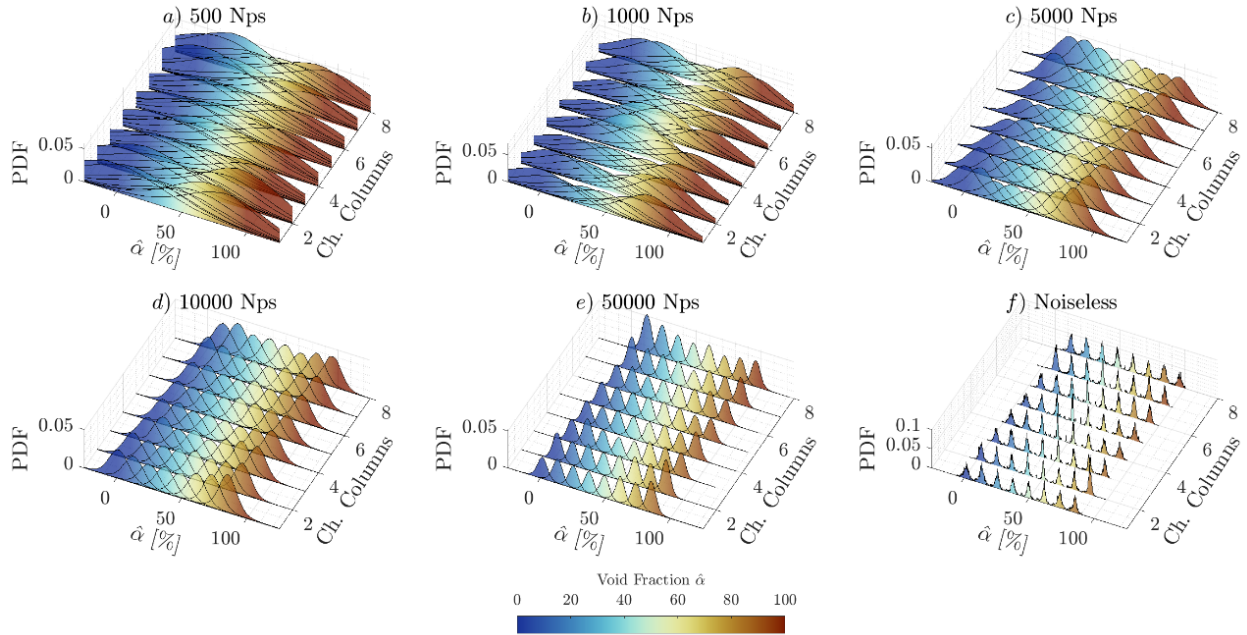 a) 500 Nps
b) 1000 Nps
c) 5000 Nps
PDF
0.05
0
0
50
100
α̂ [%]
2
4
6
8
Ch. Columns
PDF
0.05
0
0
50
100
α̂ [%]
2
4
6
8
Ch. Columns
PDF
0.05
0
0
50
100
α̂ [%]
2
4
6
8
Ch. Columns
d) 10000 Nps
e) 50000 Nps
f) Noiseless
PDF
0.05
0
0
50
100
α̂ [%]
2
4
6
8
Ch. Columns
PDF
0.05
0
0
50
100
α̂ [%]
2
4
6
8
Ch. Columns
PDF
0.1
0.05
0
0
50
100
α̂ [%]
2
4
6
8
Ch. Columns
Void Fraction α̂
0 20 40 60 80 100